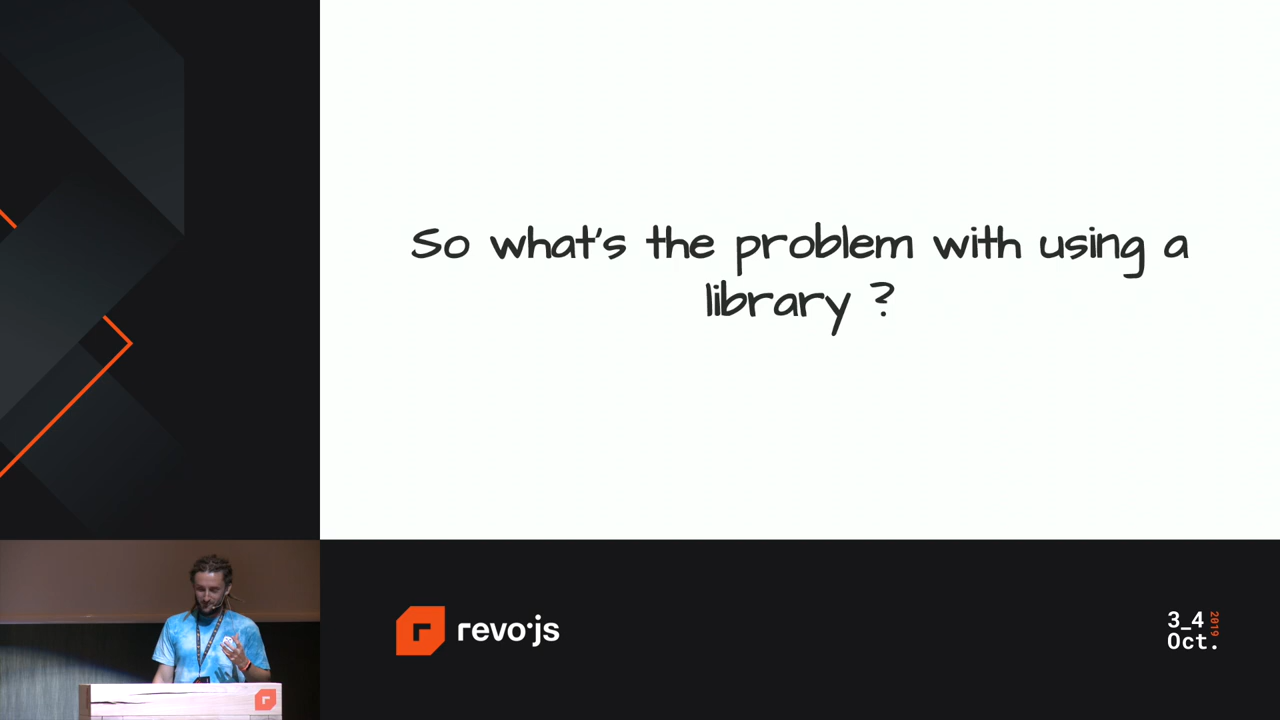 So what's the problem with using a
library ?
revo·js
3_4
Oct.
2019